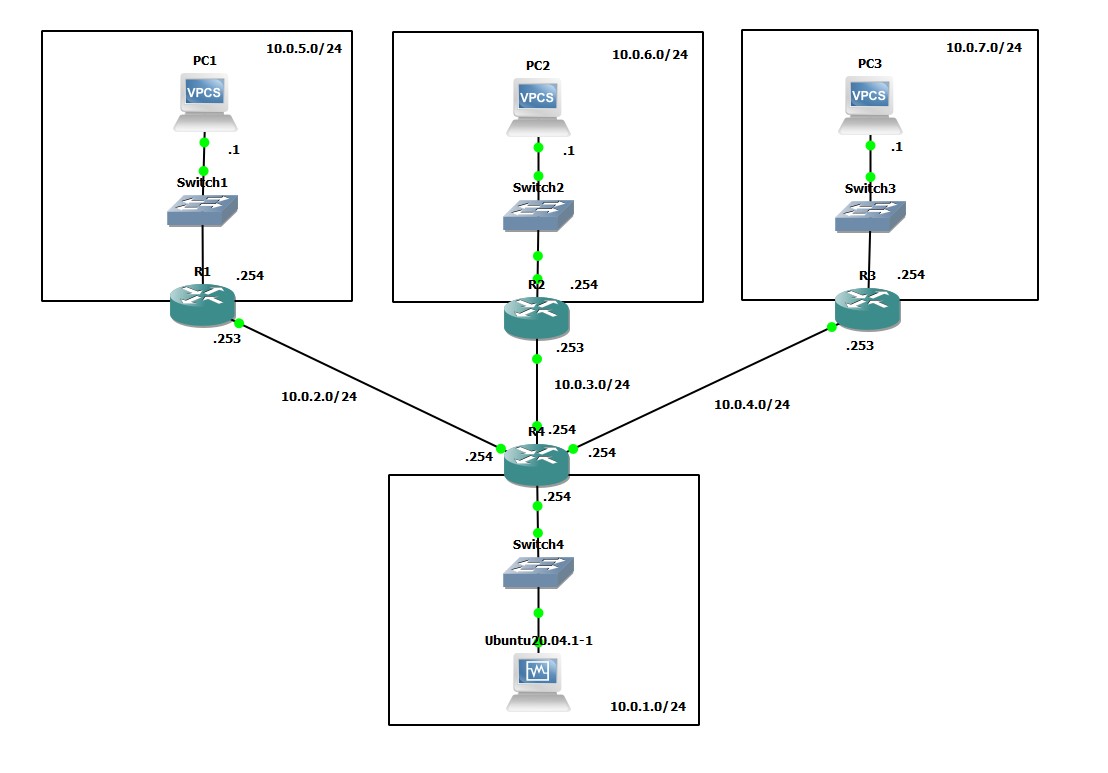 10.0.5.0/24
PC1
VPCS
.1
Switch1
R1
.254
.253
10.0.6.0/24
PC2
VPCS
.1
Switch2
R2
.254
.253
10.0.7.0/24
PC3
VPCS
.1
Switch3
R3
.254
.253
10.0.2.0/24
10.0.3.0/24
10.0.4.0/24
R4
.254
.254
.254
.254
Switch4
Ubuntu20.04.1-1
10.0.1.0/24